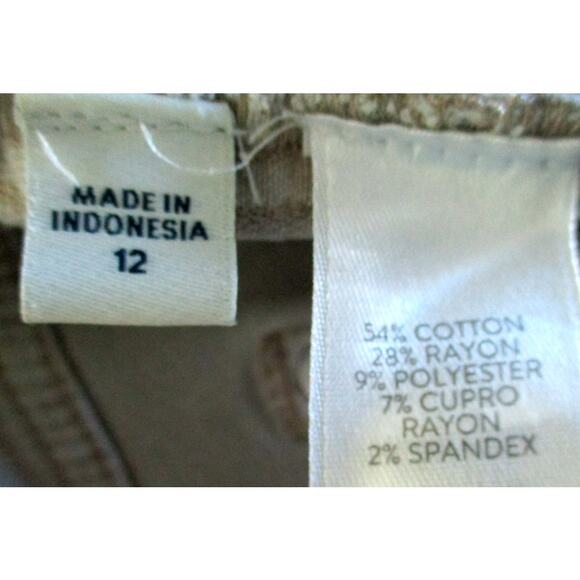 MADE IN
INDONESIA
12
54% COTTON
28% RAYON
9% POLYESTER
7% CUPRO
RAYON
2% SPANDEX